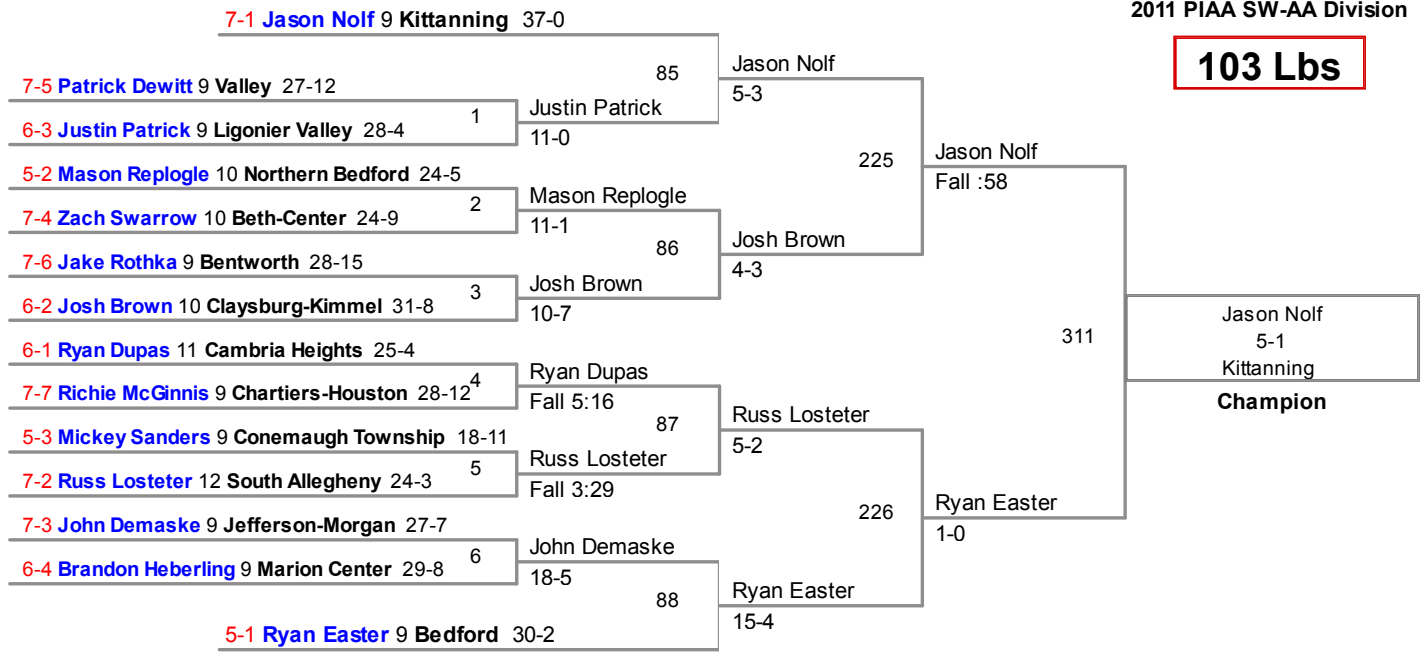 2011 PIAA SW-AA Division
103 Lbs
7-1 Jason Nolf 9 Kittanning 37-0
7-5 Patrick Dewitt 9 Valley 27-12
6-3 Justin Patrick 9 Ligonier Valley 28-4
5-2 Mason Replogle 10 Northern Bedford 24-5
7-4 Zach Swarrow 10 Beth-Center 24-9
7-6 Jake Rothka 9 Bentworth 28-15
6-2 Josh Brown 10 Claysburg-Kimmel 31-8
6-1 Ryan Dupas 11 Cambria Heights 25-4
7-7 Richie McGinnis 9 Chartiers-Houston 28-12
5-3 Mickey Sanders 9 Conemaugh Township 18-11
7-2 Russ Losteter 12 South Allegheny 24-3
7-3 John Demaske 9 Jefferson-Morgan 27-7
6-4 Brandon Heberling 9 Marion Center 29-8
5-1 Ryan Easter 9 Bedford 30-2
1
Justin Patrick
11-0
2
Mason Replogle
11-1
3
Josh Brown
10-7
4
Ryan Dupas
Fall 5:16
5
Russ Losteter
Fall 3:29
6
John Demaske
18-5
85
Jason Nolf
5-3
86
Josh Brown
4-3
87
Russ Losteter
5-2
88
Ryan Easter
15-4
225
Jason Nolf
Fall :58
226
Ryan Easter
1-0
311
Jason Nolf
5-1
Kittanning
Champion